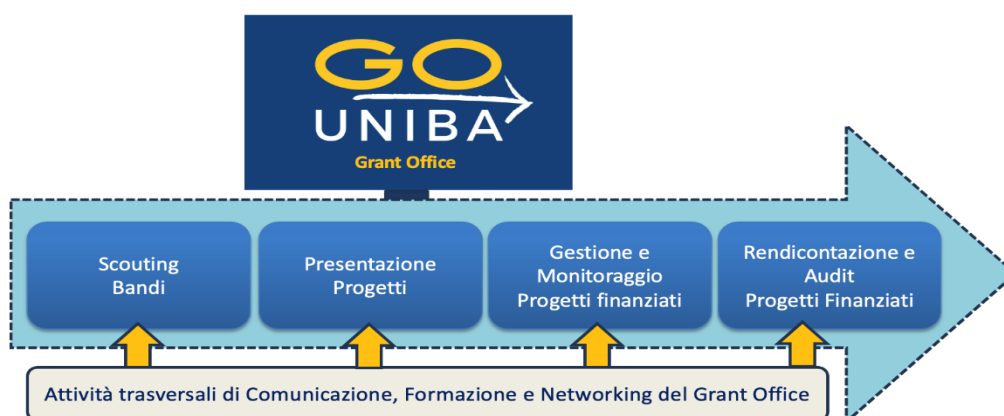 GO
UNIBA
Grant Office
Scouting
Bandi
Presentazione
Progetti
Gestione e
Monitoraggio
Progetti finanziati
Rendicontazione e
Audit
Progetti Finanziati
Attività trasversali di Comunicazione, Formazione e Networking del Grant Office